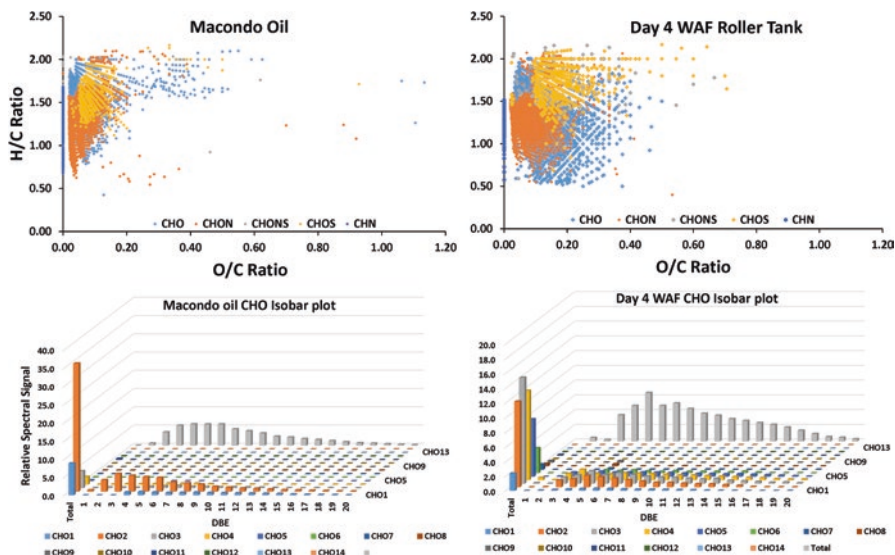 Macondo Oil
H/C Ratio
2.50
2.00
1.50
1.00
0.50
0.00
0.00 0.20 0.40 0.60 0.80 1.00 1.20
CHO CHON CHONS CHOS CHN
O/C Ratio
Day 4 WAF Roller Tank
2.50
2.00
1.50
1.00
0.50
0.00
0.00 0.20 0.40 0.60 0.80 1.00 1.20
CHO CHON CHONS CHOS CHN
O/C Ratio
Macondo oil CHO Isobar plot
Relative Spectral Signal
40.0
35.0
30.0
25.0
20.0
15.0
10.0
5.0
0.0
Total 1 2 3 4 5 6 7 8 9 10 11 12 13 14 15 16 17 18 19 20
DBE
CHO13
CHO9
CHO5
CHO1
CHO1 CHO2 CHO3 CHO4 CHO5 CHO6 CHO7 CHO8
CHO9 CHO10 CHO11 CHO12 CHO13 CHO14
Day 4 WAF CHO Isobar plot
20.0
18.0
16.0
14.0
12.0
10.0
8.0
6.0
4.0
2.0
0.0
Total 1 2 3 4 5 6 7 8 9 10 11 12 13 14 15 16 17 18 19 20
DBE
CHO13
CHO9
CHO5
CHO1
CHO1 CHO2 CHO3 CHO4 CHO5 CHO6 CHO7 CHO8
CHO9 CHO10 CHO11 CHO12 CHO13 CHO14 Total